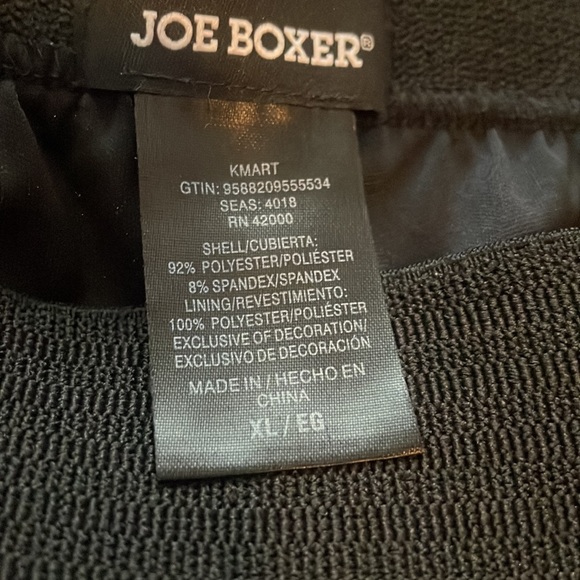 JOE BOXER®
KMART
GTIN: 9588209555534
SEAS: 4018
RN 42000
SHELL/CUBIERTA:
92% POLYESTER/POLIÉSTER
8% SPANDEX/SPANDEX
LINING/REVESTIMIENTO:
100% POLYESTER/POLIÉSTER
EXCLUSIVE OF DECORATION/
EXCLUSIVO DE DECORACIÓN
MADE IN / HECHO EN
CHINA
XL / EG